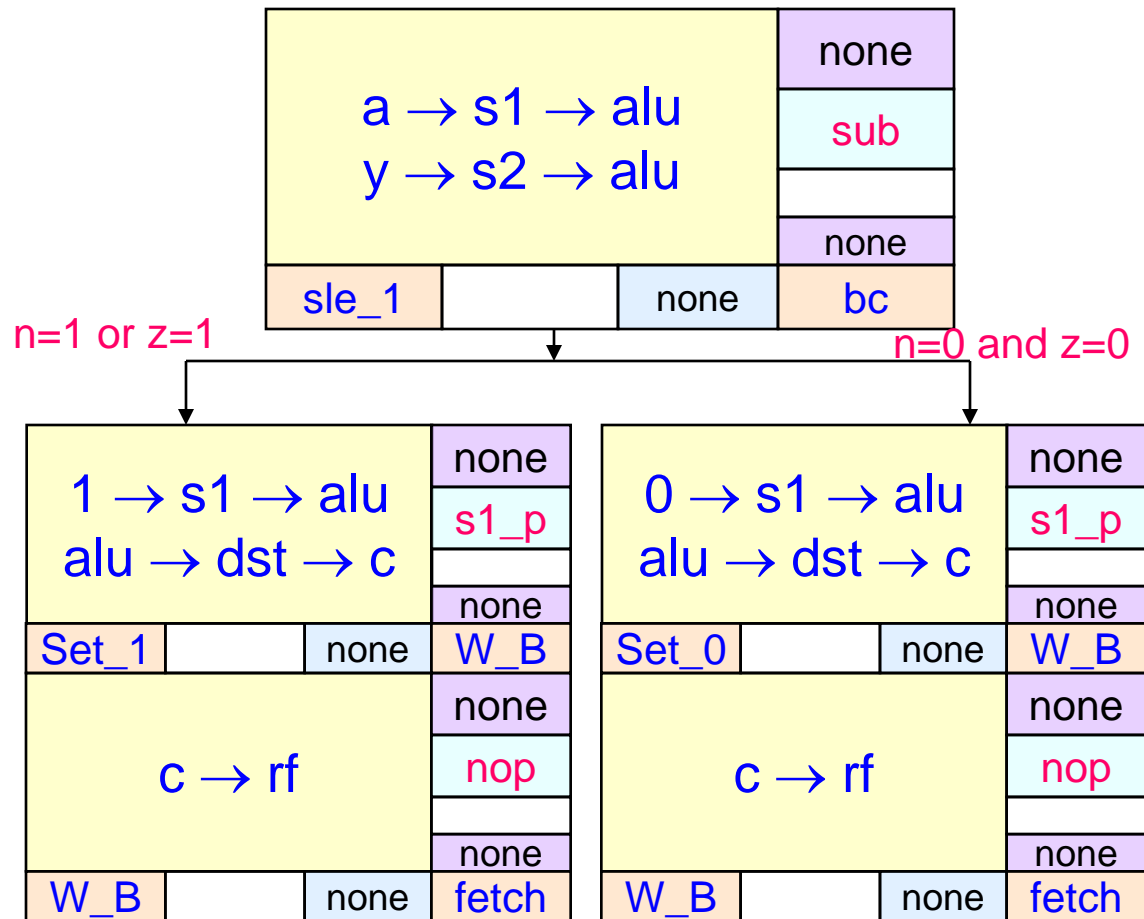 none
a → s1 → alu
y → s2 → alu
sub
none
sle_1
none
bc
n=1 or z=1
n=0 and z=0
none
1 → s1 → alu
alu → dst → c
s1_p
none
Set_1
none
W_B
none
c → rf
nop
none
W_B
none
fetch
none
0 → s1 → alu
alu → dst → c
s1_p
none
Set_0
none
W_B
none
c → rf
nop
none
W_B
none
fetch